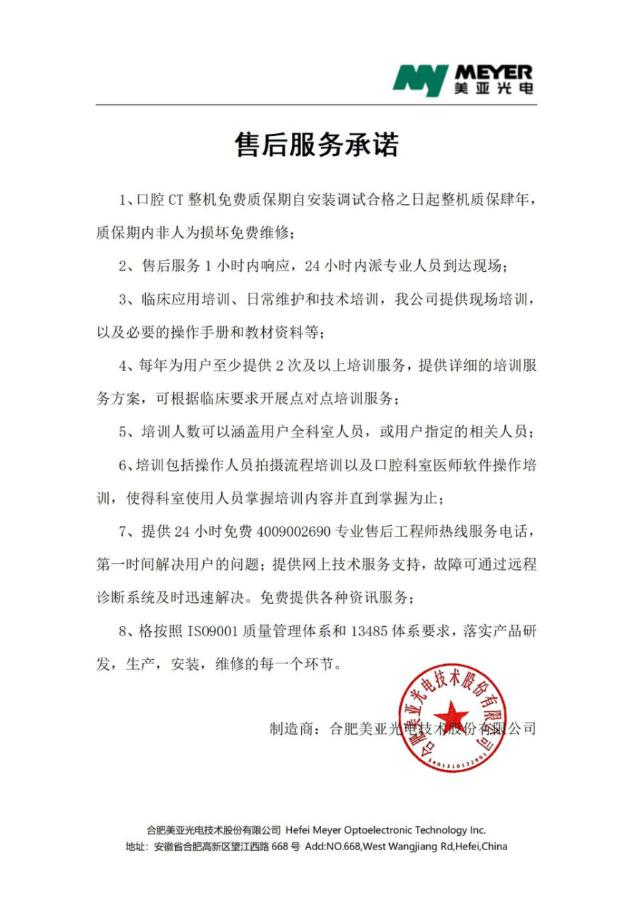 MEYER
美亚光电
售后服务承诺
1、口腔 CT 整机免费质保期自安装调试合格之日起整机质保肆年，
质保期内非人为损坏免费维修；
2、售后服务 1 小时内响应，24 小时内派专业人员到达现场；
3、临床应用培训、日常维护和技术培训，我公司提供现场培训，
以及必要的操作手册和教材资料等；
4、每年为用户至少提供 2 次及以上培训服务，提供详细的培训服
务方案，可根据临床要求开展点对点培训服务；
5、培训人数可以涵盖用户全科室人员，或用户指定的相关人员；
6、培训包括操作人员拍摄流程培训以及口腔科室医师软件操作培
训，使得科室使用人员掌握培训内容并直到掌握为止；
7、提供 24 小时免费 4009002690 专业售后工程师热线服务电话，
第一时间解决用户的问题；提供网上技术服务支持，故障可通过远程
诊断系统及时迅速解决。免费提供各种资讯服务；
8、格按照 ISO9001 质量管理体系和 13485 体系要求，落实产品研
发，生产，安装，维修的每一个环节。
制造商：合肥美亚光电技术股份有限公司
合肥美亚光电技术股份有限公司
合肥美亚光电技术股份有限公司 Hefei Meyer Optoelectronic Technology Inc.
地址：安徽省合肥高新区望江西路 668 号 Add:NO.668,West Wangjiang Rd,Hefei,China